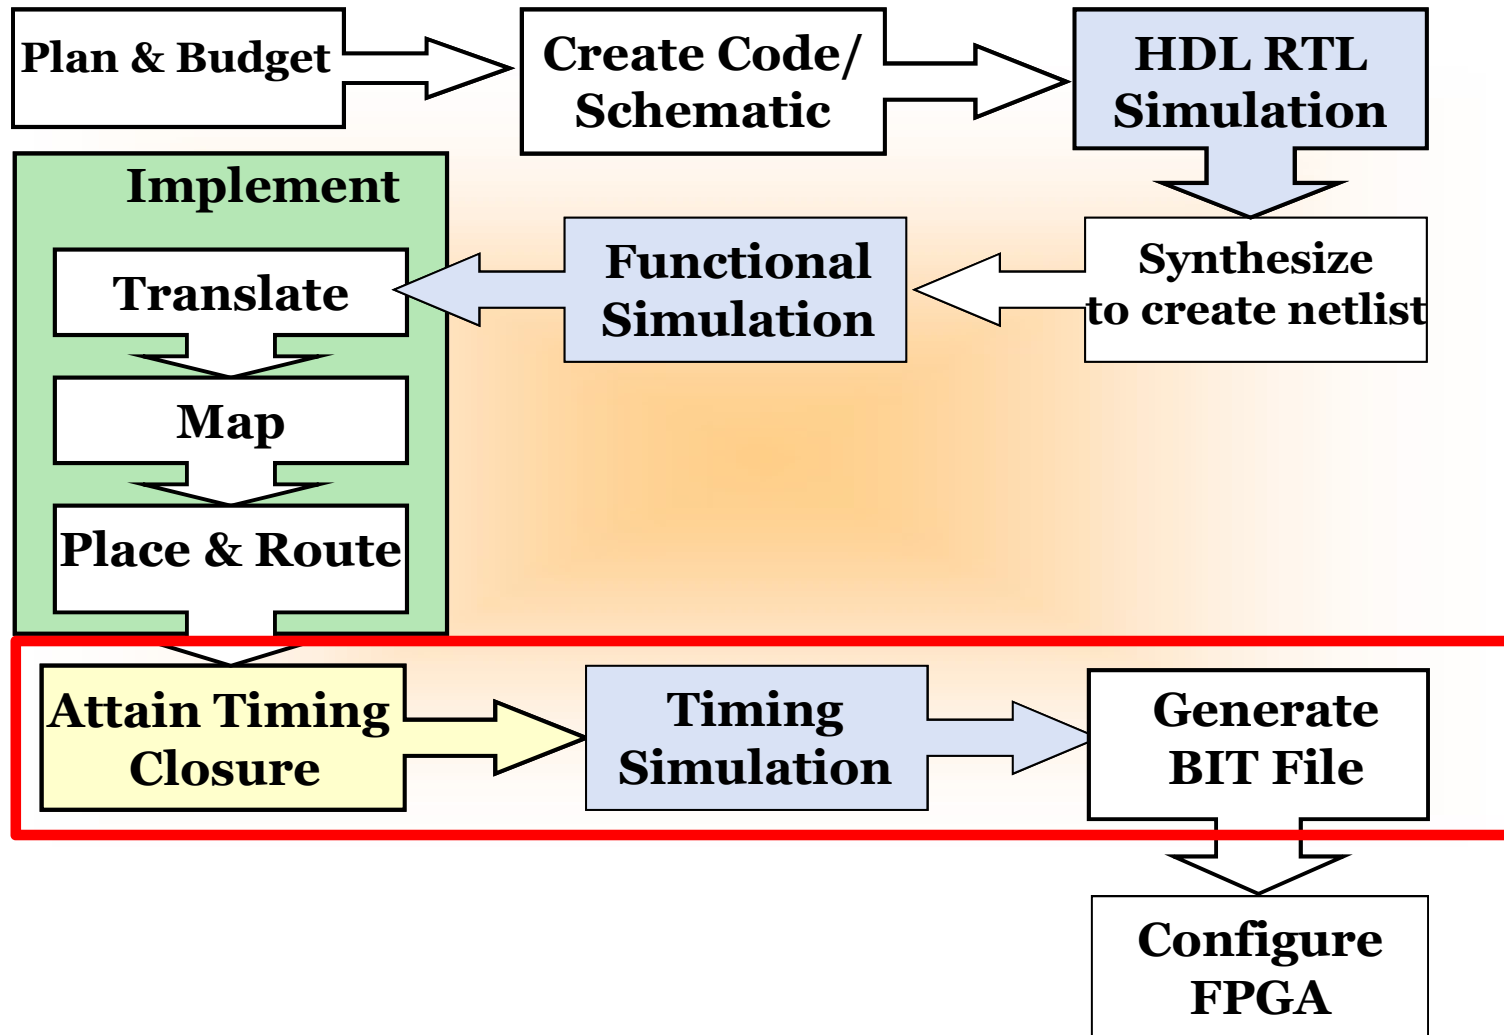 Plan & Budget
Create Code/
Schematic
HDL RTL
Simulation
Implement
Translate
Functional
Simulation
Synthesize
to create netlist
Map
Place & Route
Attain Timing
Closure
Timing
Simulation
Generate
BIT File
Configure
FPGA